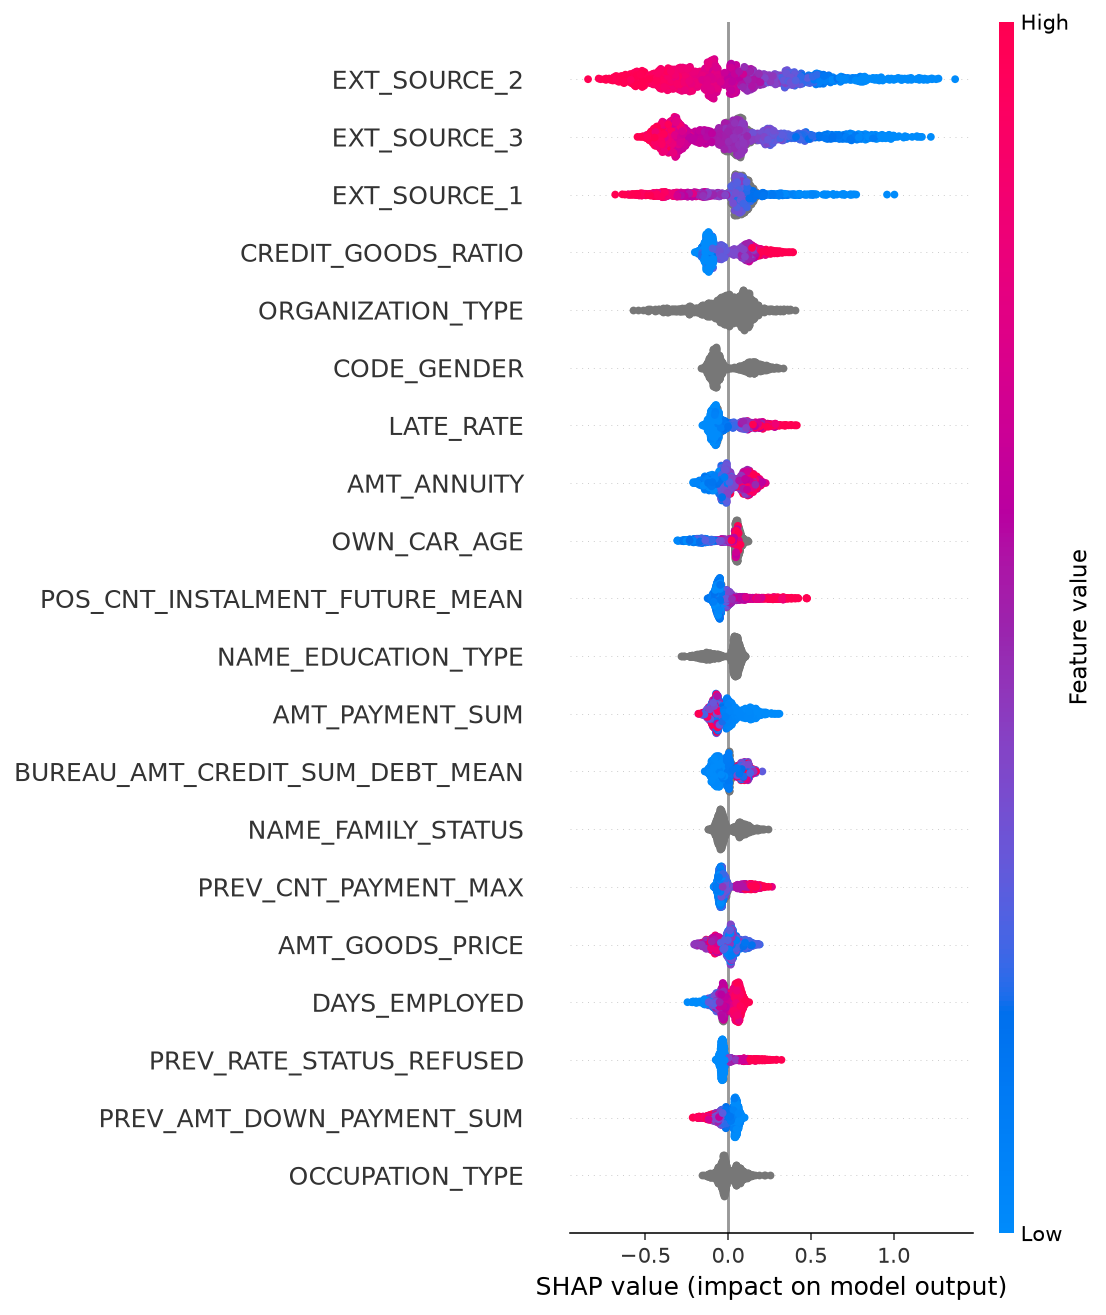 High
EXT_SOURCE_2
EXT_SOURCE_3
EXT_SOURCE_1
CREDIT_GOODS_RATIO
ORGANIZATION_TYPE
CODE_GENDER
LATE_RATE
AMT_ANNUITY
OWN_CAR_AGE
POS_CNT_INSTALMENT_FUTURE_MEAN
NAME_EDUCATION_TYPE
AMT_PAYMENT_SUM
BUREAU_AMT_CREDIT_SUM_DEBT_MEAN
NAME_FAMILY_STATUS
PREV_CNT_PAYMENT_MAX
AMT_GOODS_PRICE
DAYS_EMPLOYED
PREV_RATE_STATUS_REFUSED
PREV_AMT_DOWN_PAYMENT_SUM
OCCUPATION_TYPE
Feature value
Low
−0.5 0.0 0.5 1.0
SHAP value (impact on model output)